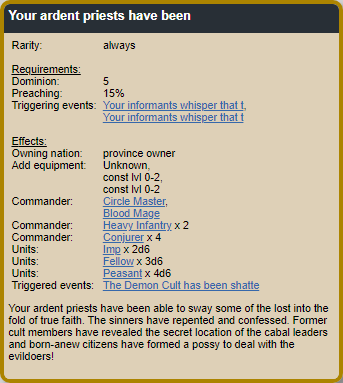 Your ardent priests have been
Rarity: always
Requirements:
Dominion: 5
Preaching: 15%
Triggering events: Your informants whisper that t,
Your informants whisper that t
Effects:
Owning nation: province owner
Add equipment: Unknown,
const lvl 0-2,
const lvl 0-2
Commander: Circle Master,
Blood Mage
Commander: Heavy Infantry x 2
Commander: Conjurer x 4
Units: Imp x 2d6
Units: Fellow x 3d6
Units: Peasant x 4d6
Triggered events: The Demon Cult has been shatte
Your ardent priests have been able to sway some of the lost into the
fold of true faith. The sinners have repented and confessed. Former
cult members have revealed the secret location of the cabal leaders
and born-anew citizens have formed a possy to deal with the
evildoers!